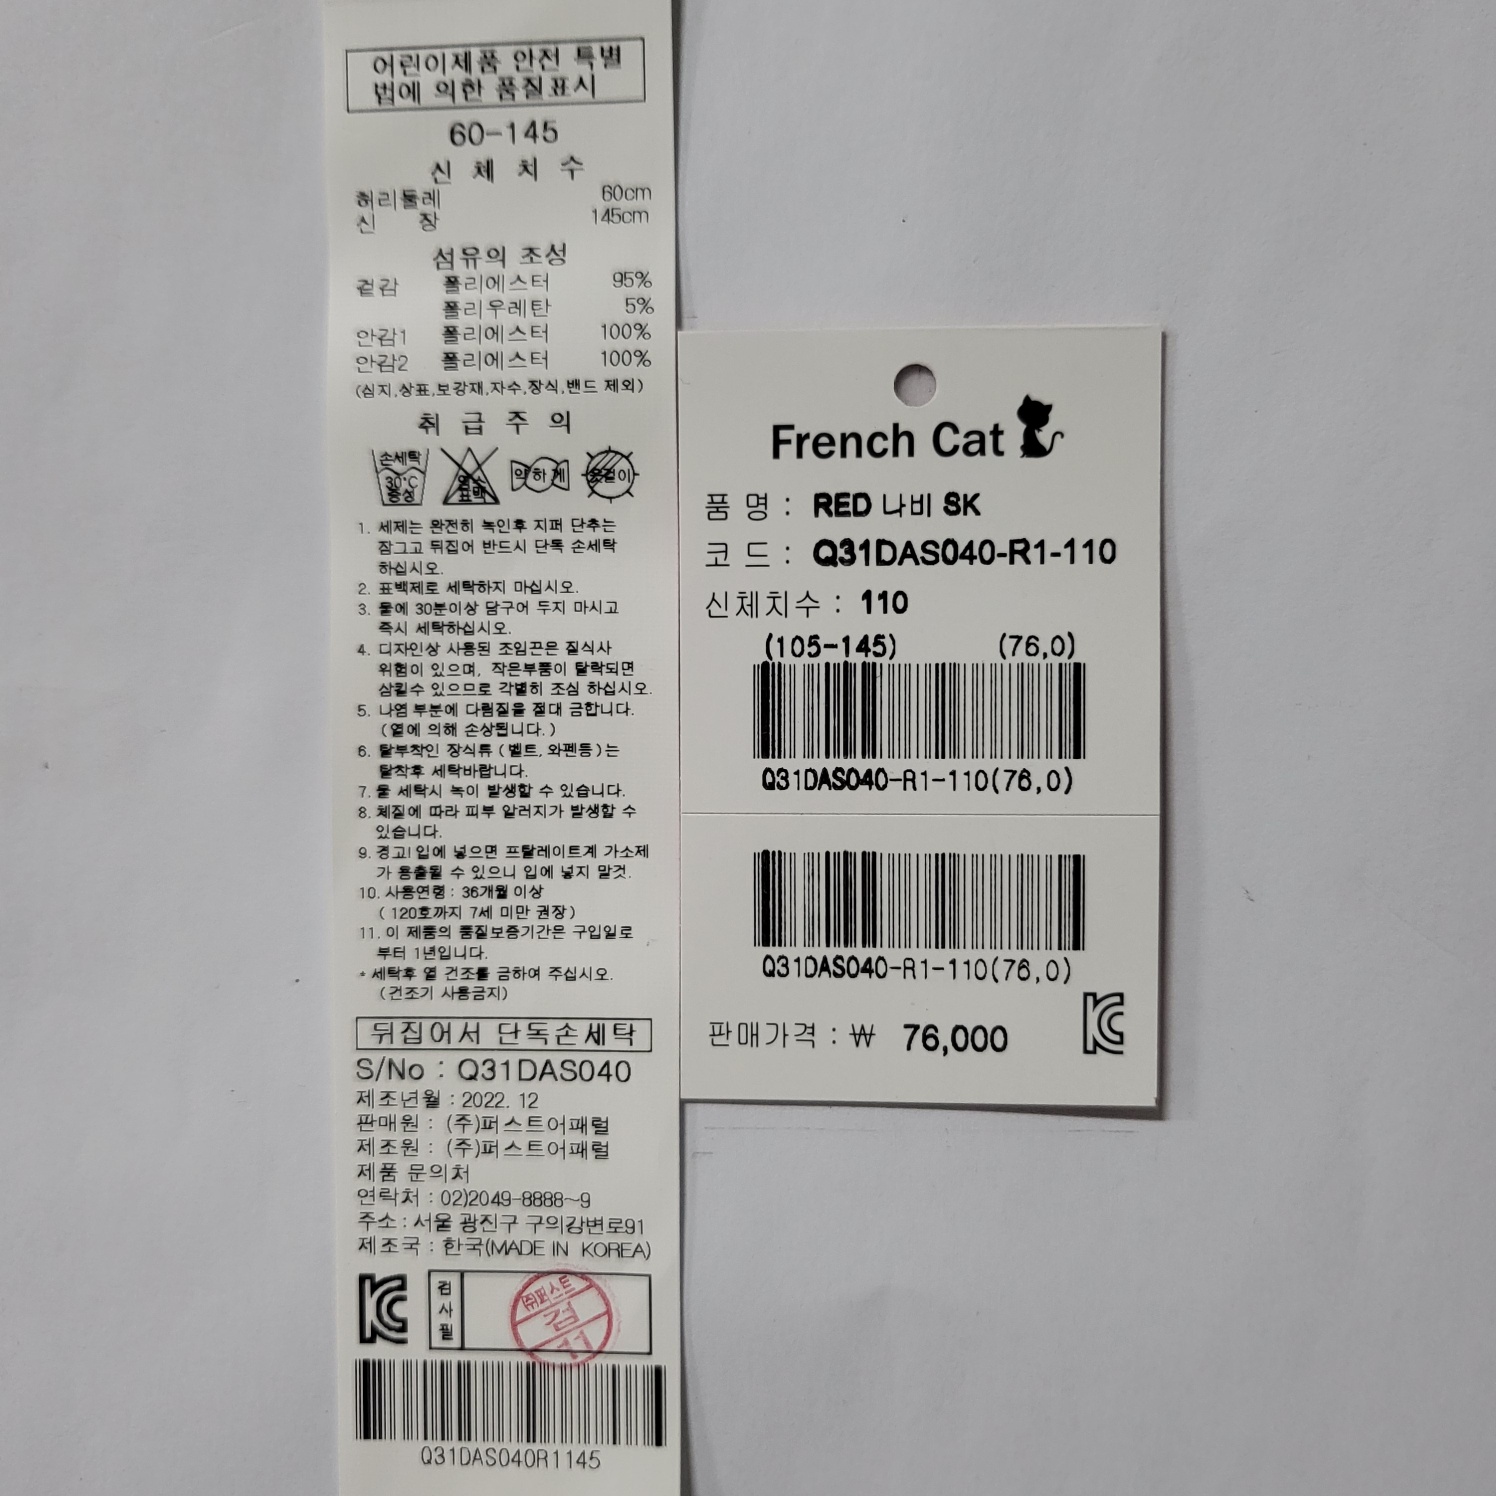 어린이제품 안전 특별
법에 의한 품질표시
60-145
신 체 치 수
허리둘레 60cm
신 장 145cm
섬유의 조성
겉감 폴리에스터 95%
폴리우레탄 5%
안감1 폴리에스터 100%
안감2 폴리에스터 100%
(심지,상표,보강재,자수,장식,밴드 제외)
취 급 주 의
손세탁
30°C
중성
염소
표백
약하게
옷걸이
1. 세제는 완전히 녹인후 지퍼 단추는
잠그고 뒤집어 반드시 단독 손세탁
하십시오.
2. 표백제로 세탁하지 마십시오.
3. 물에 30분이상 담구어 두지 마시고
즉시 세탁하십시오.
4. 디자인상 사용된 조임끈은 질식사
위험이 있으며, 작은부품이 탈락되면
삼킬수 있으므로 각별히 조심 하십시오.
5. 나염 부분에 다림질을 절대 금합니다.
(열에 의해 손상됩니다.)
6. 탈부착인 장식류 (벨트, 와펜등)는
탈착후 세탁바랍니다.
7. 물 세탁시 녹이 발생할 수 있습니다.
8. 체질에 따라 피부 알러지가 발생할 수
있습니다.
9. 경고! 입에 넣으면 프탈레이트계 가소제
가 용출될 수 있으니 입에 넣지 말것.
10. 사용연령 : 36개월 이상
( 120호까지 7세 미만 권장 )
11. 이 제품의 품질보증기간은 구입일로
부터 1년입니다.
* 세탁후 열 건조를 금하여 주십시오.
(건조기 사용금지)
뒤집어서 단독손세탁
S/No : Q31DAS040
제조년월 : 2022. 12
판매원 : (주)퍼스트어패럴
제조원 : (주)퍼스트어패럴
제품 문의처
연락처 : 02)2049-8888~9
주소 : 서울 광진구 구의강변로91
제조국 : 한국(MADE IN KOREA)
KC
검사필
㈜퍼스트
검
11
Q31DAS040R1145
French Cat
품 명 : RED 나비 SK
코 드 : Q31DAS040-R1-110
신체치수 : 110
(105-145) (76,0)
Q31DAS040-R1-110(76,0)
Q31DAS040-R1-110(76,0)
판매가격 : ₩ 76,000
KC